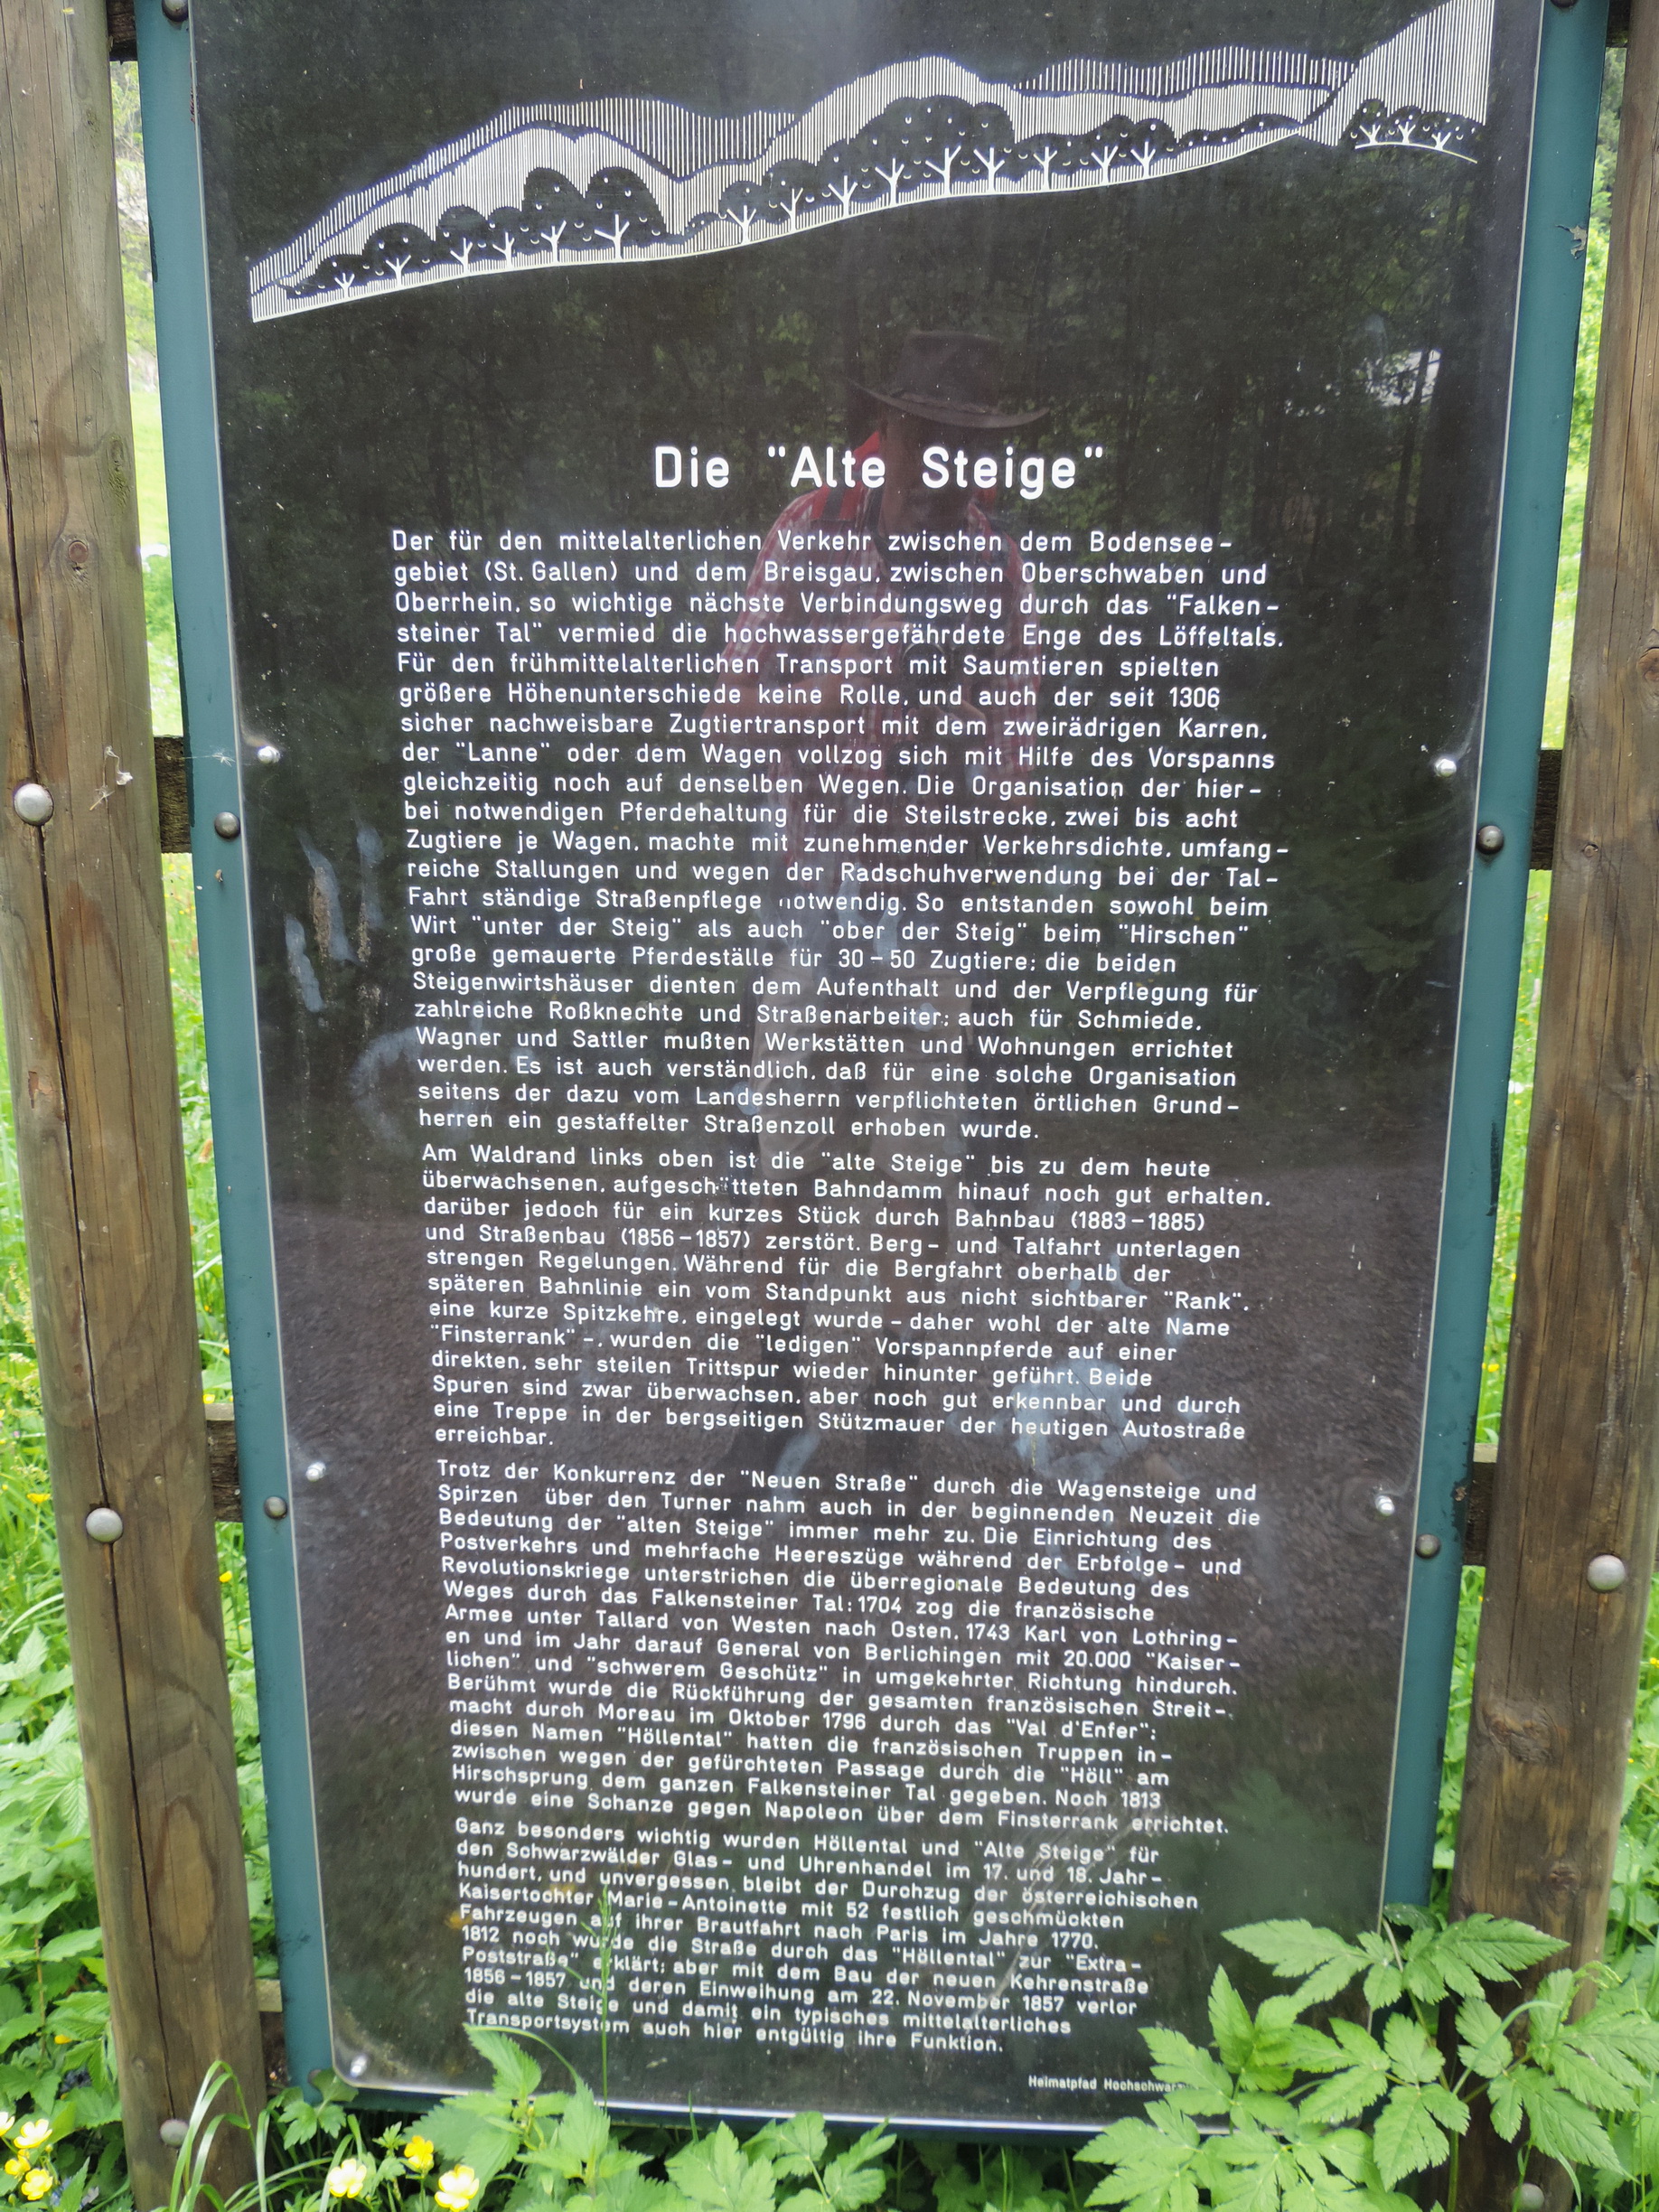 Die "Alte Steige"
Der für den mittelalterlichen Verkehr zwischen dem Bodensee-
gebiet (St. Gallen) und dem Breisgau, zwischen Oberschwaben und
Oberrhein, so wichtige nächste Verbindungsweg durch das "Falken-
steiner Tal" vermied die hochwassergefährdete Enge des Löffeltals.
Für den frühmittelalterlichen Transport mit Saumtieren spielten
größere Höhenunterschiede keine Rolle, und auch der seit 1306
sicher nachweisbare Zugtiertransport mit dem zweirädrigen Karren,
der "Lanne" oder dem Wagen vollzog sich mit Hilfe des Vorspanns
gleichzeitig noch auf denselben Wegen. Die Organisation der hier-
bei notwendigen Pferdehaltung für die Steilstrecke, zwei bis acht
Zugtiere je Wagen, machte mit zunehmender Verkehrsdichte, umfang-
reiche Stallungen und wegen der Radschuhverwendung bei der Tal-
Fahrt ständige Straßenpflege notwendig. So entstanden sowohl beim
Wirt "unter der Steig" als auch "ober der Steig" beim "Hirschen"
große gemauerte Pferdeställe für 30-50 Zugtiere; die beiden
Steigenwirtshäuser dienten dem Aufenthalt und der Verpflegung für
zahlreiche Roßknechte und Straßenarbeiter; auch für Schmiede,
Wagner und Sattler mußten Werkstätten und Wohnungen errichtet
werden. Es ist auch verständlich, daß für eine solche Organisation
seitens der dazu vom Landesherrn verpflichteten örtlichen Grund-
herren ein gestaffelter Straßenzoll erhoben wurde.
Am Waldrand links oben ist die "alte Steige" bis zu dem heute
überwachsenen, aufgeschütteten Bahndamm hinauf noch gut erhalten,
darüber jedoch für ein kurzes Stück durch Bahnbau (1883-1885)
und Straßenbau (1856-1857) zerstört. Berg- und Talfahrt unterlagen
strengen Regelungen. Während für die Bergfahrt oberhalb der
späteren Bahnlinie ein vom Standpunkt aus nicht sichtbarer "Rank",
eine kurze Spitzkehre, eingelegt wurde - daher wohl der alte Name
"Finsterrank" -, wurden die "ledigen" Vorspannpferde auf einer
direkten, sehr steilen Trittspur wieder hinunter geführt. Beide
Spuren sind zwar überwachsen, aber noch gut erkennbar und durch
eine Treppe in der bergseitigen Stützmauer der heutigen Autostraße
erreichbar.
Trotz der Konkurrenz der "Neuen Straße" durch die Wagensteige und
Spirzen über den Turner nahm auch in der beginnenden Neuzeit die
Bedeutung der "alten Steige" immer mehr zu. Die Einrichtung des
Postverkehrs und mehrfache Heereszüge während der Erbfolge- und
Revolutionskriege unterstrichen die überregionale Bedeutung des
Weges durch das Falkensteiner Tal: 1704 zog die französische
Armee unter Tallard von Westen nach Osten, 1743 Karl von Lothring-
en und im Jahr darauf General von Berlichingen mit 20.000 "Kaiser-
lichen" und "schwerem Geschütz" in umgekehrter Richtung hindurch.
Berühmt wurde die Rückführung der gesamten französischen Streit-
macht durch Moreau im Oktober 1796 durch das "Val d'Enfer";
diesen Namen "Höllental" hatten die französischen Truppen in-
zwischen wegen der gefürchteten Passage durch die "Höll" am
Hirschsprung dem ganzen Falkensteiner Tal gegeben. Noch 1813
wurde eine Schanze gegen Napoleon über dem Finsterrank errichtet.
Ganz besonders wichtig wurden Höllental und "Alte Steige" für
den Schwarzwälder Glas- und Uhrenhandel im 17. und 18. Jahr-
hundert, und unvergessen bleibt der Durchzug der österreichischen
Kaisertochter Marie-Antoinette mit 52 festlich geschmückten
Fahrzeugen auf ihrer Brautfahrt nach Paris im Jahre 1770.
1812 noch wurde die Straße durch das "Höllental" zur "Extra-
Poststraße" erklärt; aber mit dem Bau der neuen Kehrenstraße
1856-1857 und deren Einweihung am 22. November 1857 verlor
die alte Steige und damit ein typisches mittelalterliches
Transportsystem auch hier entgültig ihre Funktion.
Heimatpfad